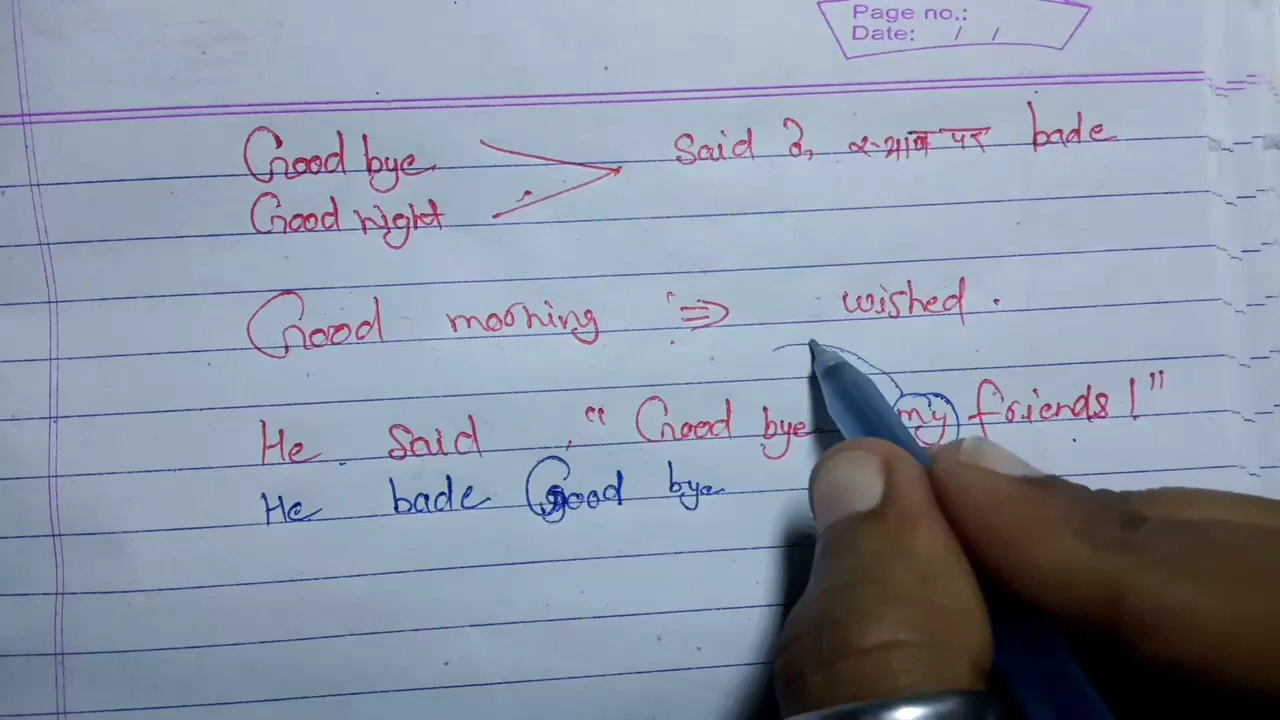 Page no.:
Date: / /
Good bye
Said के स्थान पर bade
Good night
Good morning ⇒ wished.
He said, "Good bye my friends!"
He bade Good bye